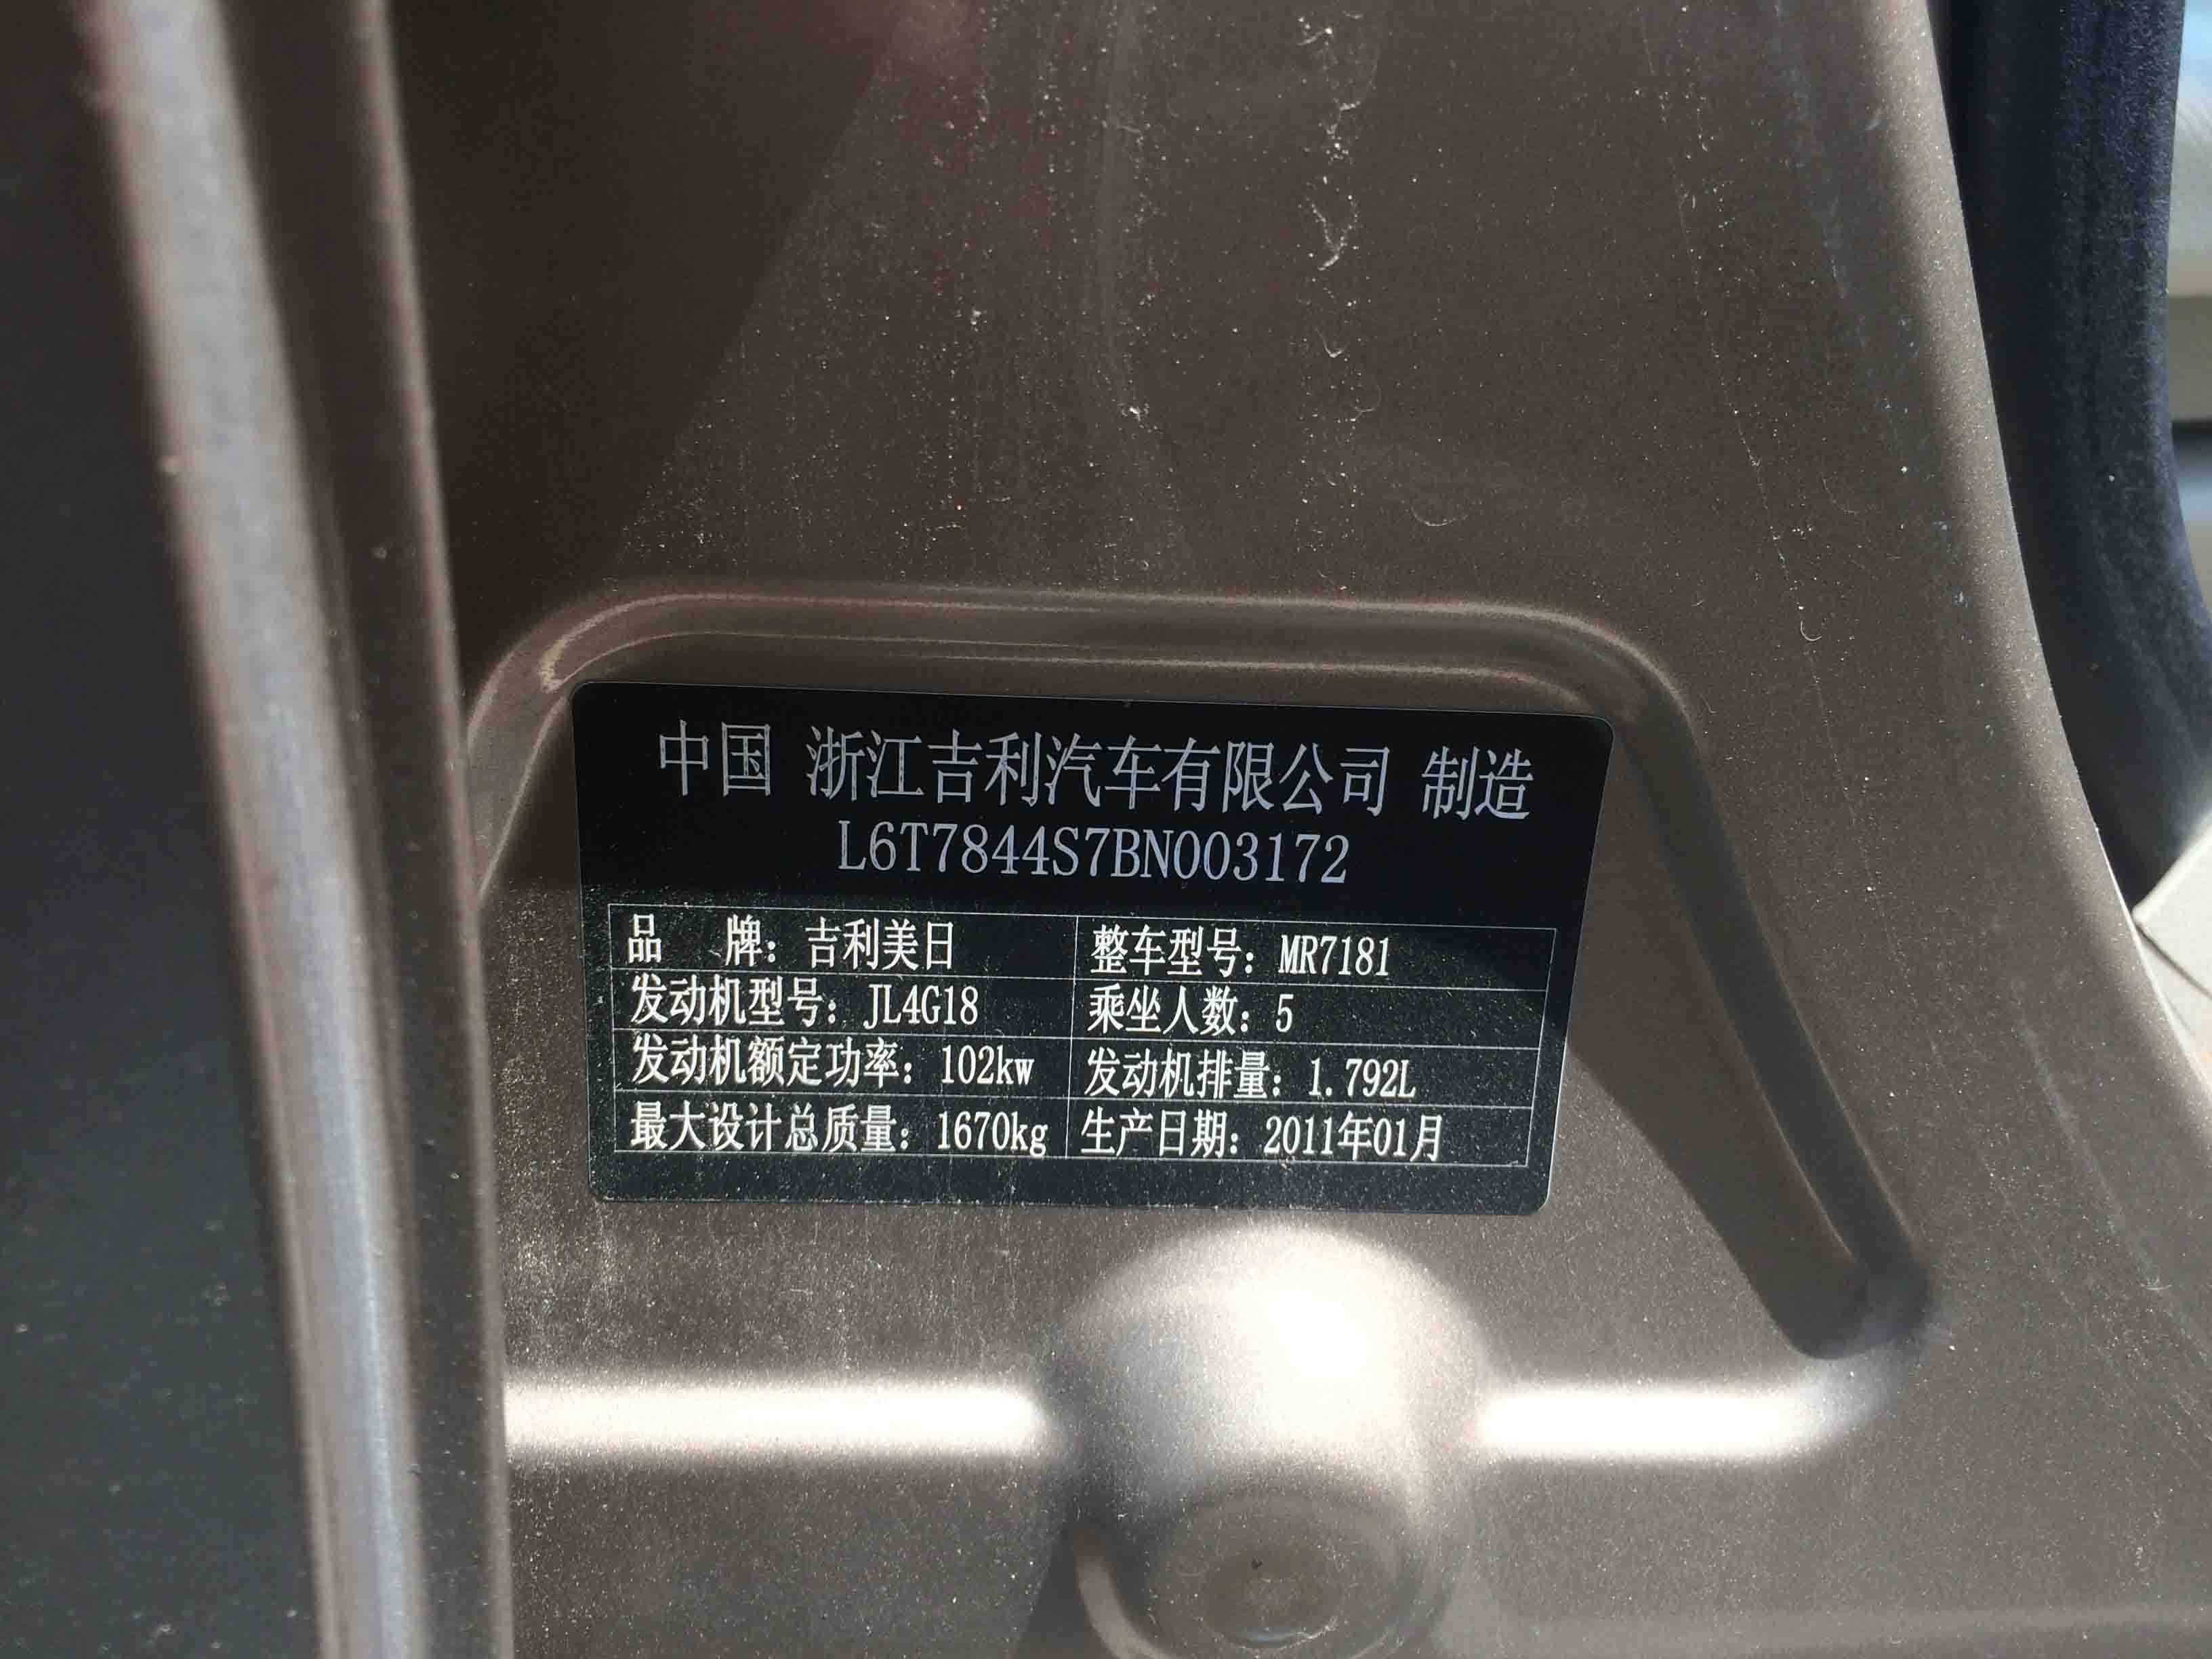 中国 浙江吉利汽车有限公司 制造
L6T7844S7BN003172
品 牌：吉利美日 整车型号：MR7181
发动机型号：JL4G18 乘坐人数：5
发动机额定功率：102kw 发动机排量：1.792L
最大设计总质量：1670kg 生产日期：2011年01月